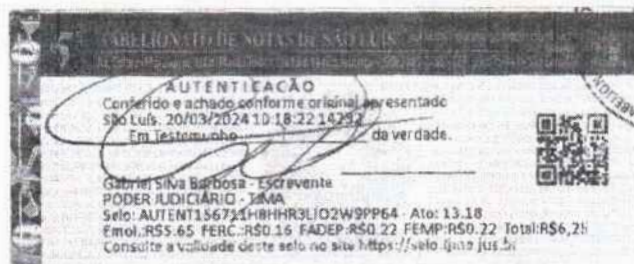 5º TABELIONATO DE NOTAS DE SÃO LUÍS
AUTENTICAÇÃO
Conferido e achado conforme original apresentado
São Luís, 20/03/2024 10:18:22 14292
Em Testemunho da verdade.
Gabriel Silva Barbosa - Escrevente
PODER JUDICIÁRIO - TJMA
Selo: AUTENT156711H8HHR3LIO2W9PP64 - Ato: 13.18
Emol.:R$5.65 FERC.:R$0.16 FADEP:R$0.22 FEMP:R$0.22 Total:R$6,25
Consulte a validade deste selo no site https://selo.tjma.jus.br